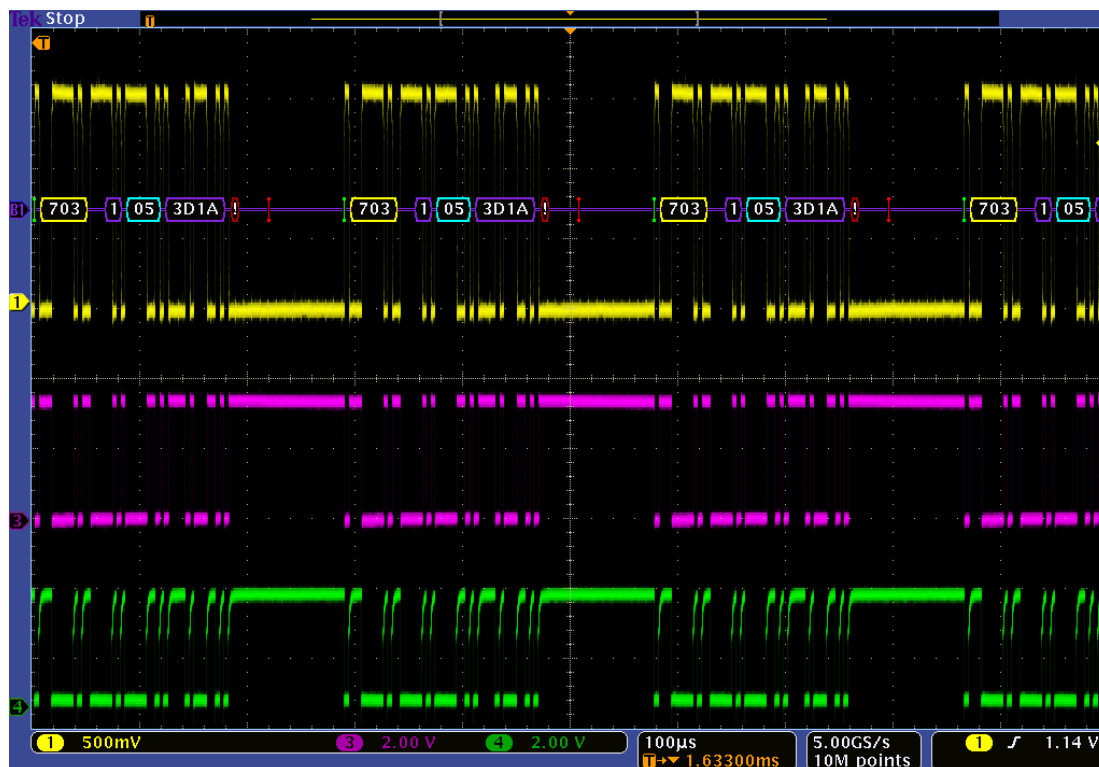 Tek Stop
T
T
B1 703 1 05 3D1A ! 703 1 05 3D1A ! 703 1 05 3D1A ! 703 1 05
1
3
4
1 500mV 3 2.00 V 4 2.00 V 100µs 5.00GS/s 1 1.14 V
T 1.63300ms 10M points